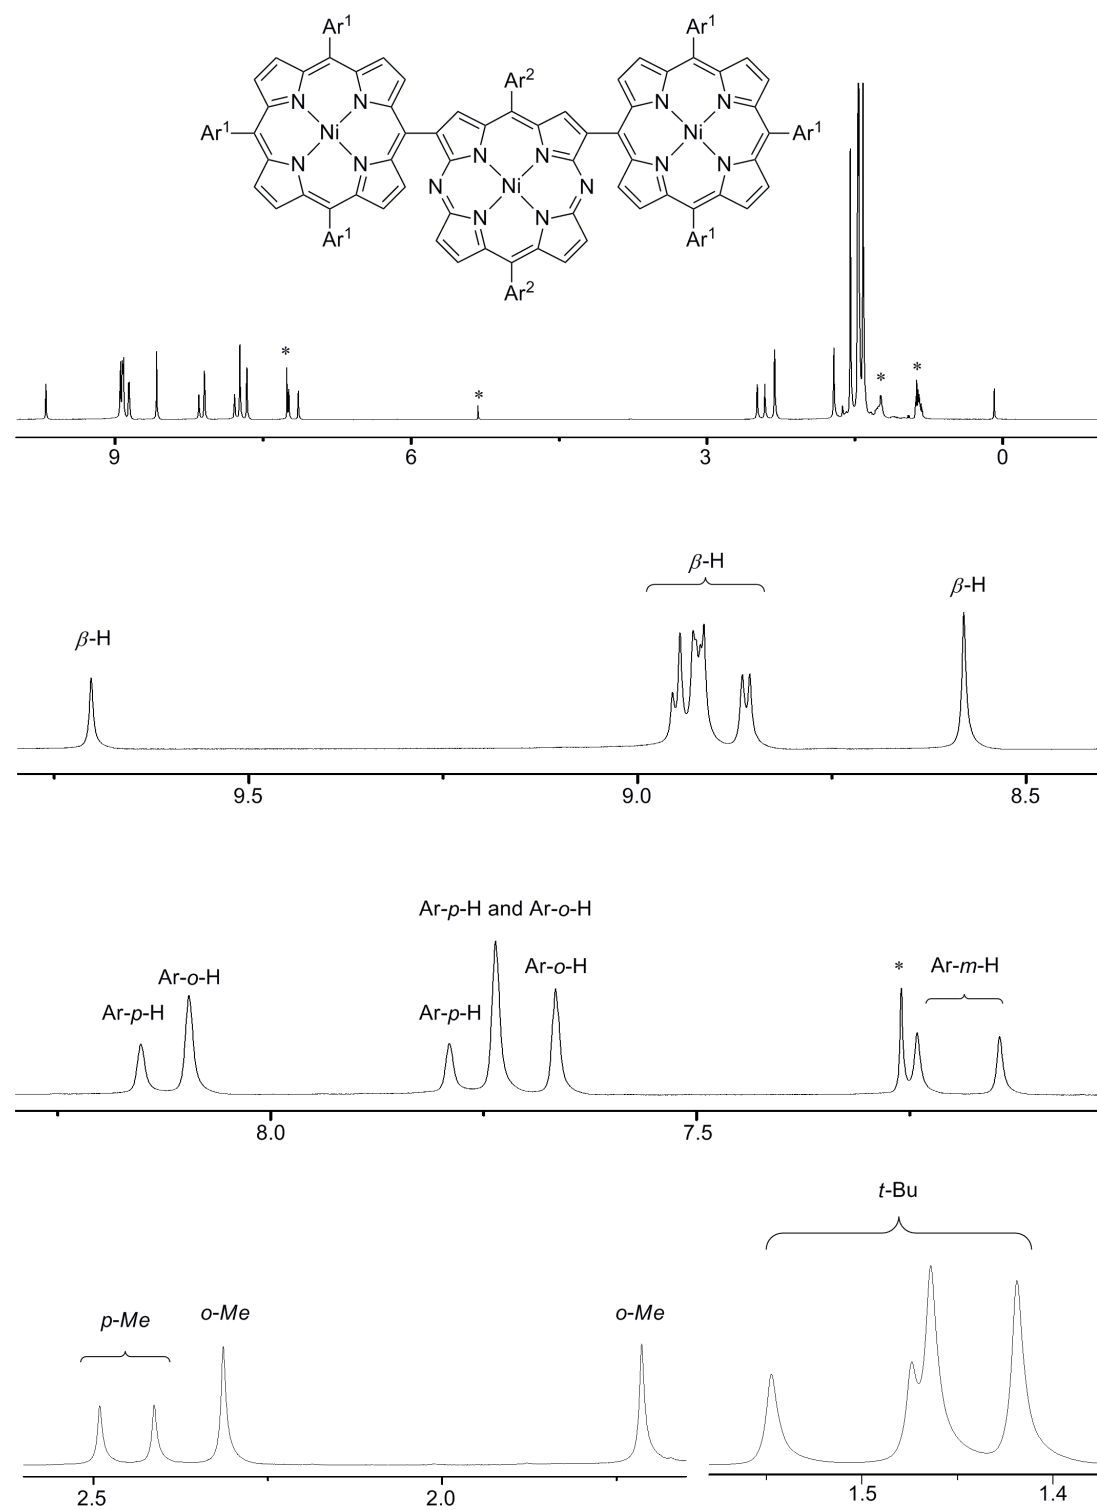 Ar¹ Ar¹
Ar²
N N N N
Ar¹ Ni Ni Ar¹
N N N N N N
N Ni N
N N
Ar¹ Ar¹
Ar²
* * * *
9 6 3 0
β-H
β-H
β-H
9.5 9.0 8.5
Ar-p-H and Ar-o-H
Ar-o-H Ar-o-H * Ar-m-H
Ar-p-H Ar-p-H
8.0 7.5
t-Bu
p-Me o-Me o-Me
2.5 2.0 1.5 1.4